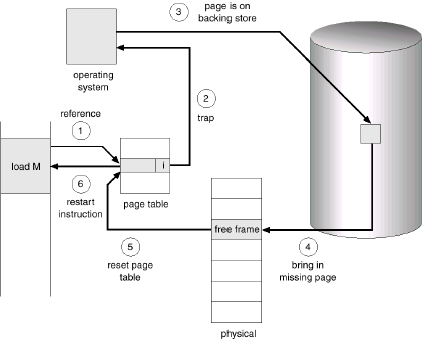 3
page is on
backing store
operating
system
2
trap
reference
1
load M
i
6
restart
instruction
page table
free frame
5
reset page
table
4
bring in
missing page
physical